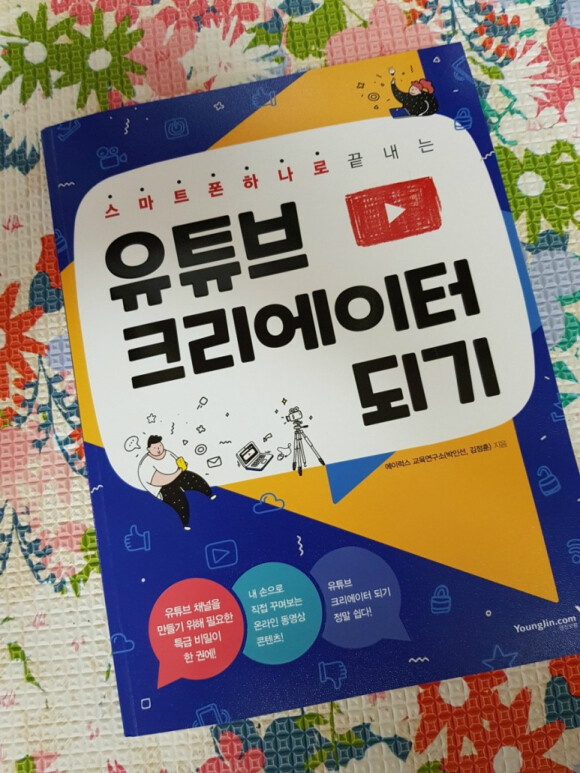 스마트폰하나로끝내는
유튜브
크리에이터
되기
에이럭스 교육연구소(박인선, 김정훈) 지음
유튜브 채널을
만들기 위해 필요한
특급 비밀이
한 권에!
내 손으로
직접 꾸며보는
온라인 동영상
콘텐츠!
유튜브
크리에이터 되기
정말 쉽다!
Younglin.com